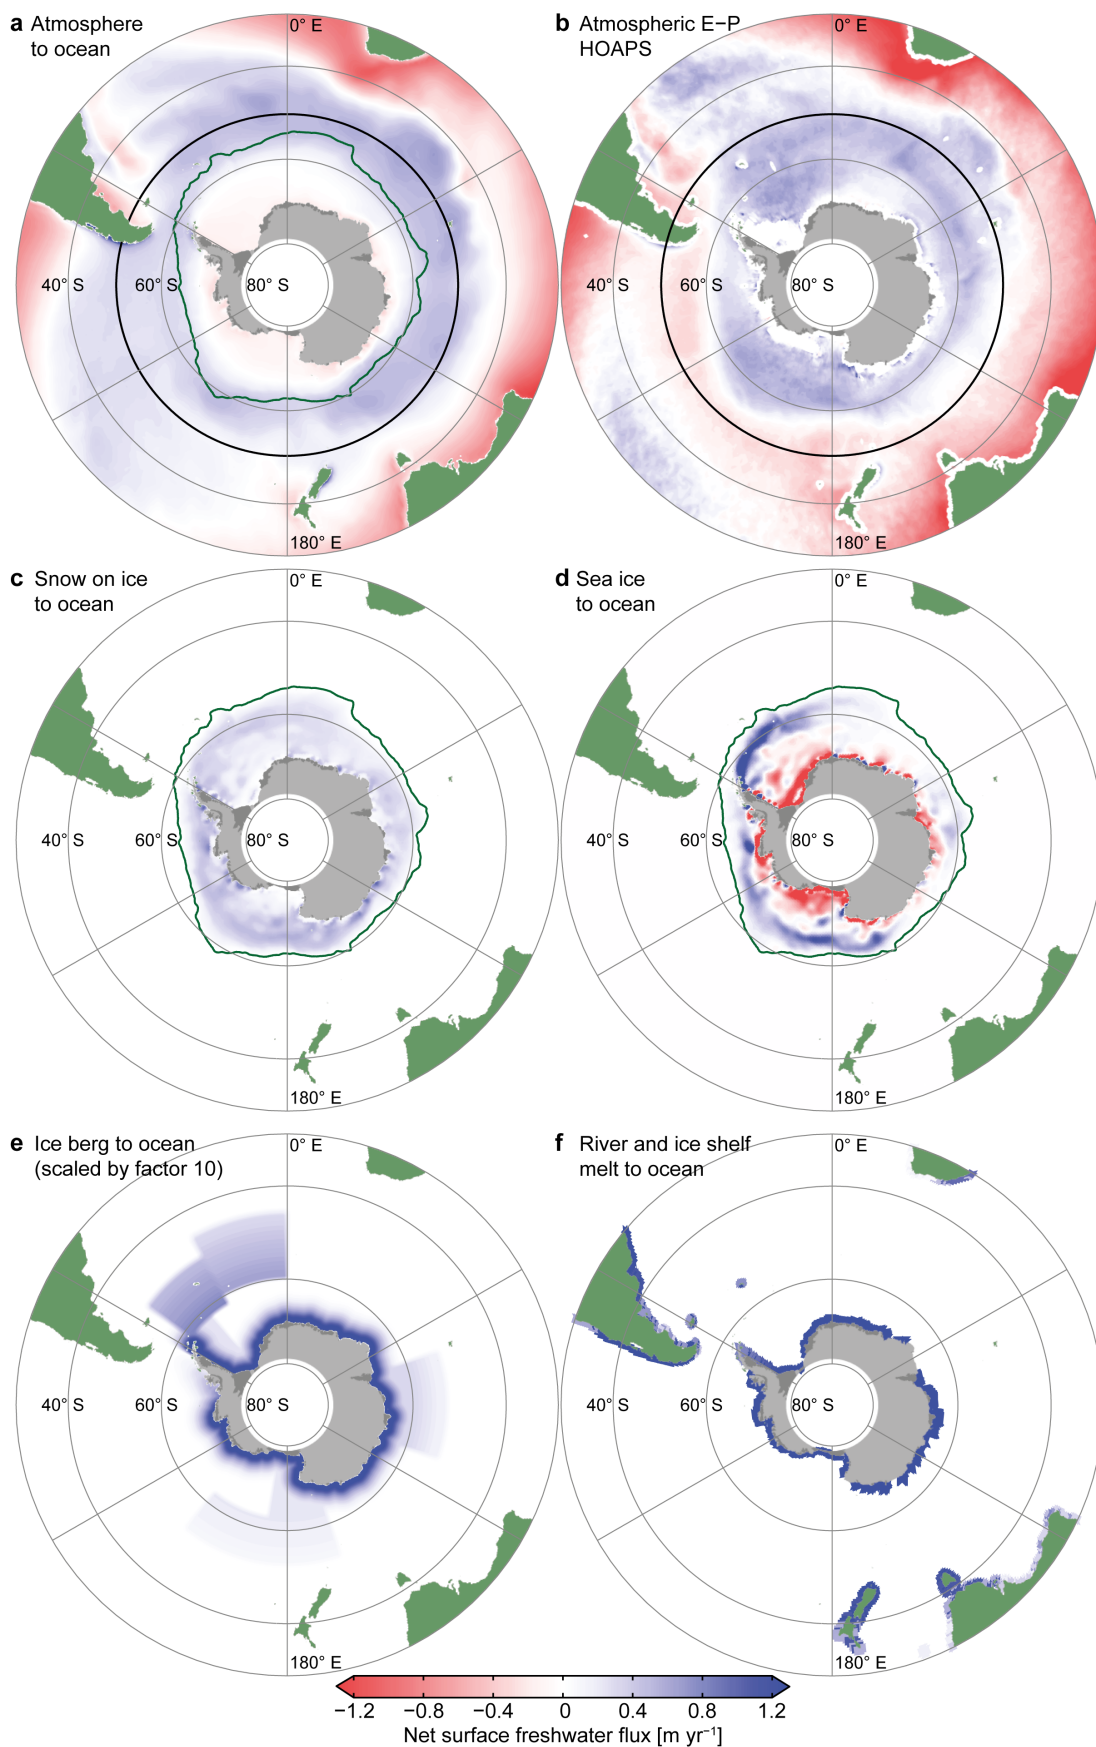 a Atmosphere
to ocean
0° E
40° S
60° S
80° S
180° E
b Atmospheric E−P
HOAPS
0° E
40° S
60° S
80° S
180° E
c Snow on ice
to ocean
0° E
40° S
60° S
80° S
180° E
d Sea ice
to ocean
0° E
40° S
60° S
80° S
180° E
e Ice berg to ocean
(scaled by factor 10)
0° E
40° S
60° S
80° S
180° E
f River and ice shelf
melt to ocean
0° E
40° S
60° S
80° S
180° E
−1.2 −0.8 −0.4 0 0.4 0.8 1.2
Net surface freshwater flux [m yr⁻¹]